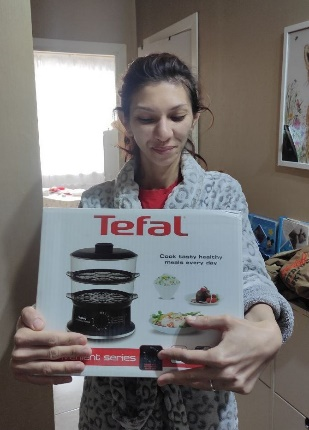 Tefal
Cook tasty healthy
meals every day
series